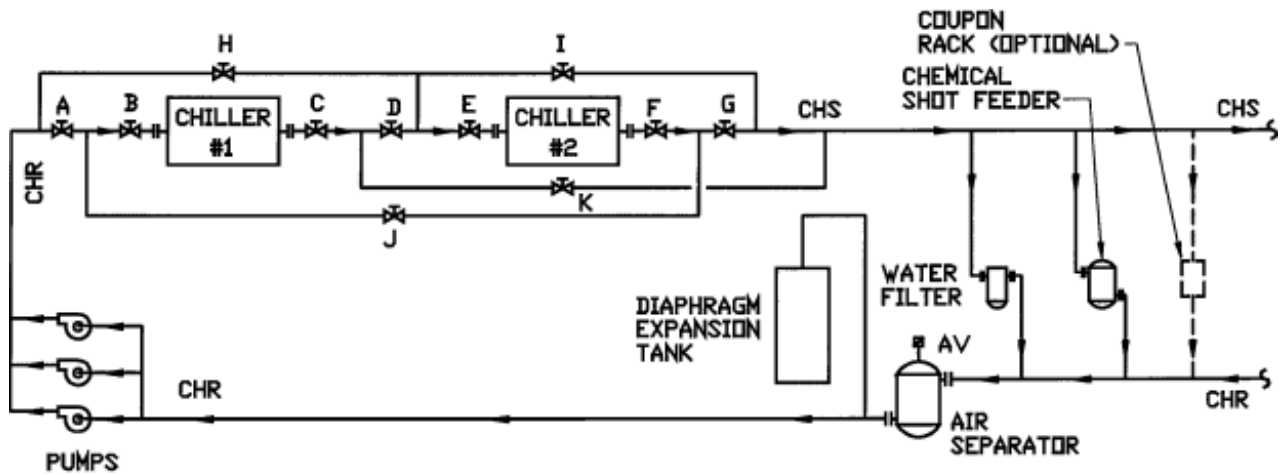 COUPON
RACK (OPTIONAL)
H
I
CHEMICAL
SHOT FEEDER
A
B
C
D
E
F
G
CHILLER
#1
CHILLER
#2
CHS
CHS
CHR
K
J
WATER
FILTER
DIAPHRAGM
EXPANSION
TANK
AV
CHR
CHR
AIR
SEPARATOR
PUMPS